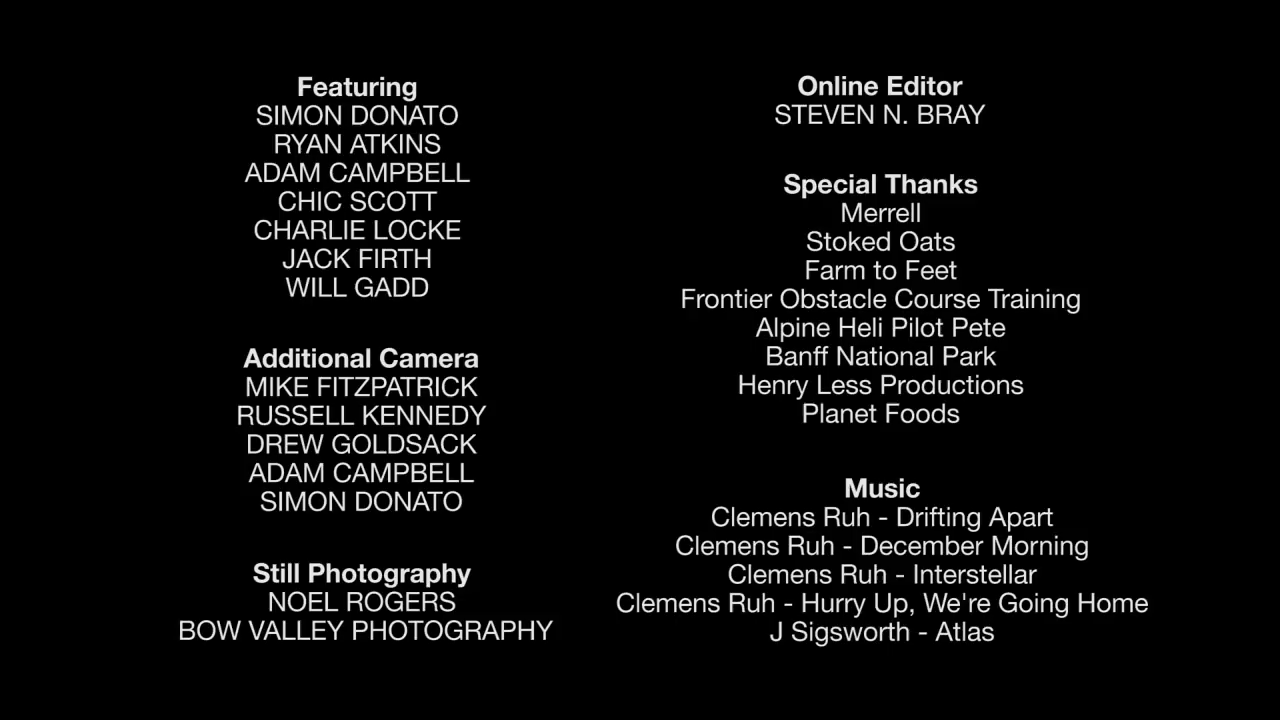 Featuring
SIMON DONATO
RYAN ATKINS
ADAM CAMPBELL
CHIC SCOTT
CHARLIE LOCKE
JACK FIRTH
WILL GADD
Additional Camera
MIKE FITZPATRICK
RUSSELL KENNEDY
DREW GOLDSACK
ADAM CAMPBELL
SIMON DONATO
Still Photography
NOEL ROGERS
BOW VALLEY PHOTOGRAPHY
Online Editor
STEVEN N. BRAY
Special Thanks
Merrell
Stoked Oats
Farm to Feet
Frontier Obstacle Course Training
Alpine Heli Pilot Pete
Banff National Park
Henry Less Productions
Planet Foods
Music
Clemens Ruh - Drifting Apart
Clemens Ruh - December Morning
Clemens Ruh - Interstellar
Clemens Ruh - Hurry Up, We're Going Home
J Sigsworth - Atlas